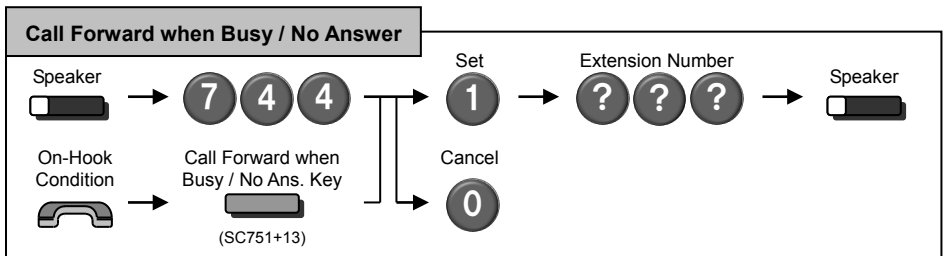 Call Forward when Busy / No Answer
Speaker
7 4 4
Set
1
Extension Number
? ? ?
Speaker
On-Hook
Condition
Call Forward when
Busy / No Ans. Key
(SC751+13)
Cancel
0